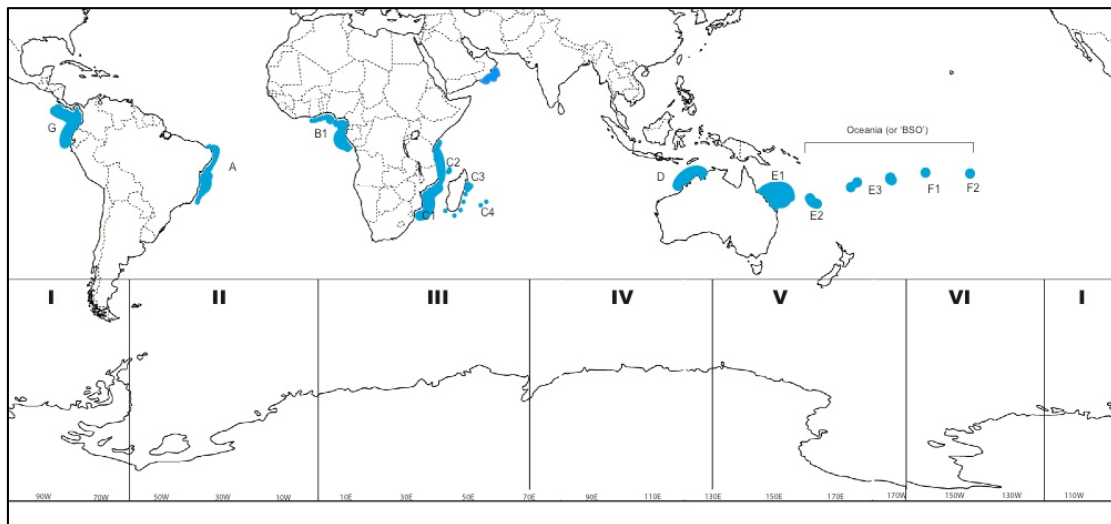 Oceania (or 'BSO')
G
A
B1
C2
C3
C1
C4
D
E1
E2
E3
F1
F2
I
II
III
IV
V
VI
I
90W
70W
50W
30W
10W
10E
30E
50E
70E
90E
110E
130E
150E
170W
150W
130W
110W